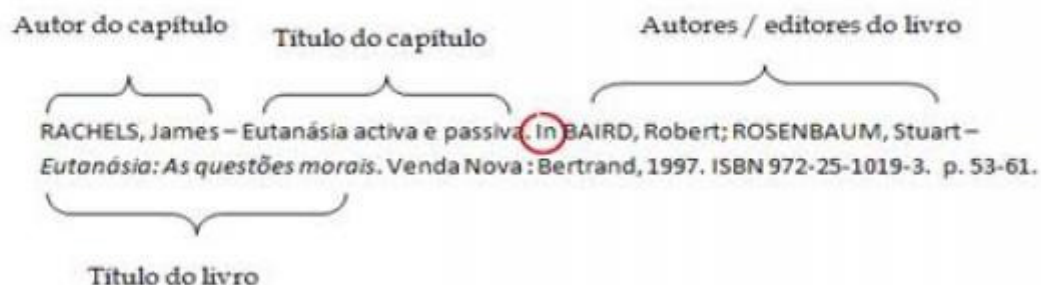 Autor do capítulo
Título do capítulo
Autores / editores do livro
RACHELS, James – Eutanásia activa e passiva. In BAIRD, Robert; ROSENBAUM, Stuart –
Eutanásia: As questões morais. Venda Nova : Bertrand, 1997. ISBN 972-25-1019-3. p. 53-61.
Título do livro